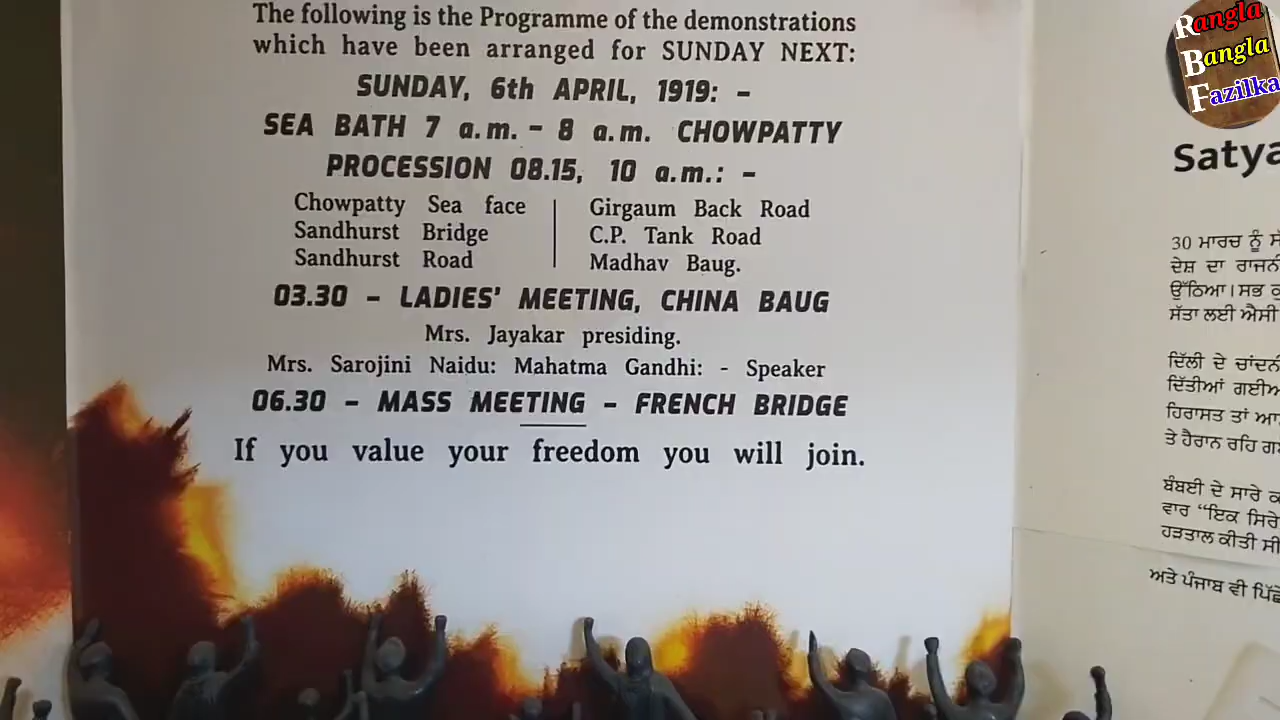 The following is the Programme of the demonstrations
which have been arranged for SUNDAY NEXT:
SUNDAY, 6th APRIL, 1919: -
SEA BATH 7 a.m. - 8 a.m. CHOWPATTY
PROCESSION 08.15, 10 a.m.: -
Chowpatty Sea face
Sandhurst Bridge
Sandhurst Road
Girgaum Back Road
C.P. Tank Road
Madhav Baug.
03.30 - LADIES' MEETING, CHINA BAUG
Mrs. Jayakar presiding.
Mrs. Sarojini Naidu: Mahatma Gandhi: - Speaker
06.30 - MASS MEETING - FRENCH BRIDGE
If you value your freedom you will join.
Rangla
Bangla
Fazilka
Satya
30 ਮਾਰਚ ਨੂੰ
ਦੇਸ਼ ਦਾ ਰਾਜਨੀ
ਉੱਠਿਆ। ਸਭ
ਸੱਤਾ ਲਈ ਐਸੀ
ਦਿੱਲੀ ਦੇ ਚਾਂਦਨੀ
ਦਿੱਤੀਆਂ ਗਈਆਂ
ਹਿਰਾਸਤ ਤਾਂ
ਤੇ ਹੈਰਾਨ ਰਹਿ
ਬੰਬਈ ਦੇ ਸਾਰੇ
ਵਾਰ “ਇਕ ਸਿਰੇ
ਹੜਤਾਲ ਕੀਤੀ ਸੀ
ਅਤੇ ਪੰਜਾਬ ਵੀ